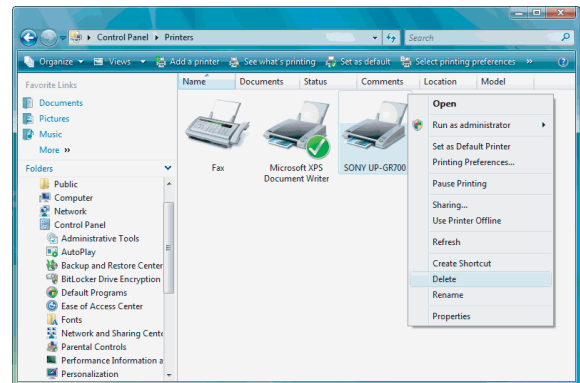 Control Panel ▸ Printers
Search
Organize Views Add a printer See what's printing Set as default Select printing preferences »
Favorite Links
Documents
Pictures
Music
More »
Folders
Public
Computer
Network
Control Panel
Administrative Tools
AutoPlay
Backup and Restore Center
BitLocker Drive Encryption
Default Programs
Ease of Access Center
Fonts
Network and Sharing Cente
Parental Controls
Performance Information a
Personalization
Name Documents Status Comments Location Model
Fax
Microsoft XPS
Document Writer
SONY UP-GR700
Open
Run as administrator
Set as Default Printer
Printing Preferences...
Pause Printing
Sharing...
Use Printer Offline
Refresh
Create Shortcut
Delete
Rename
Properties